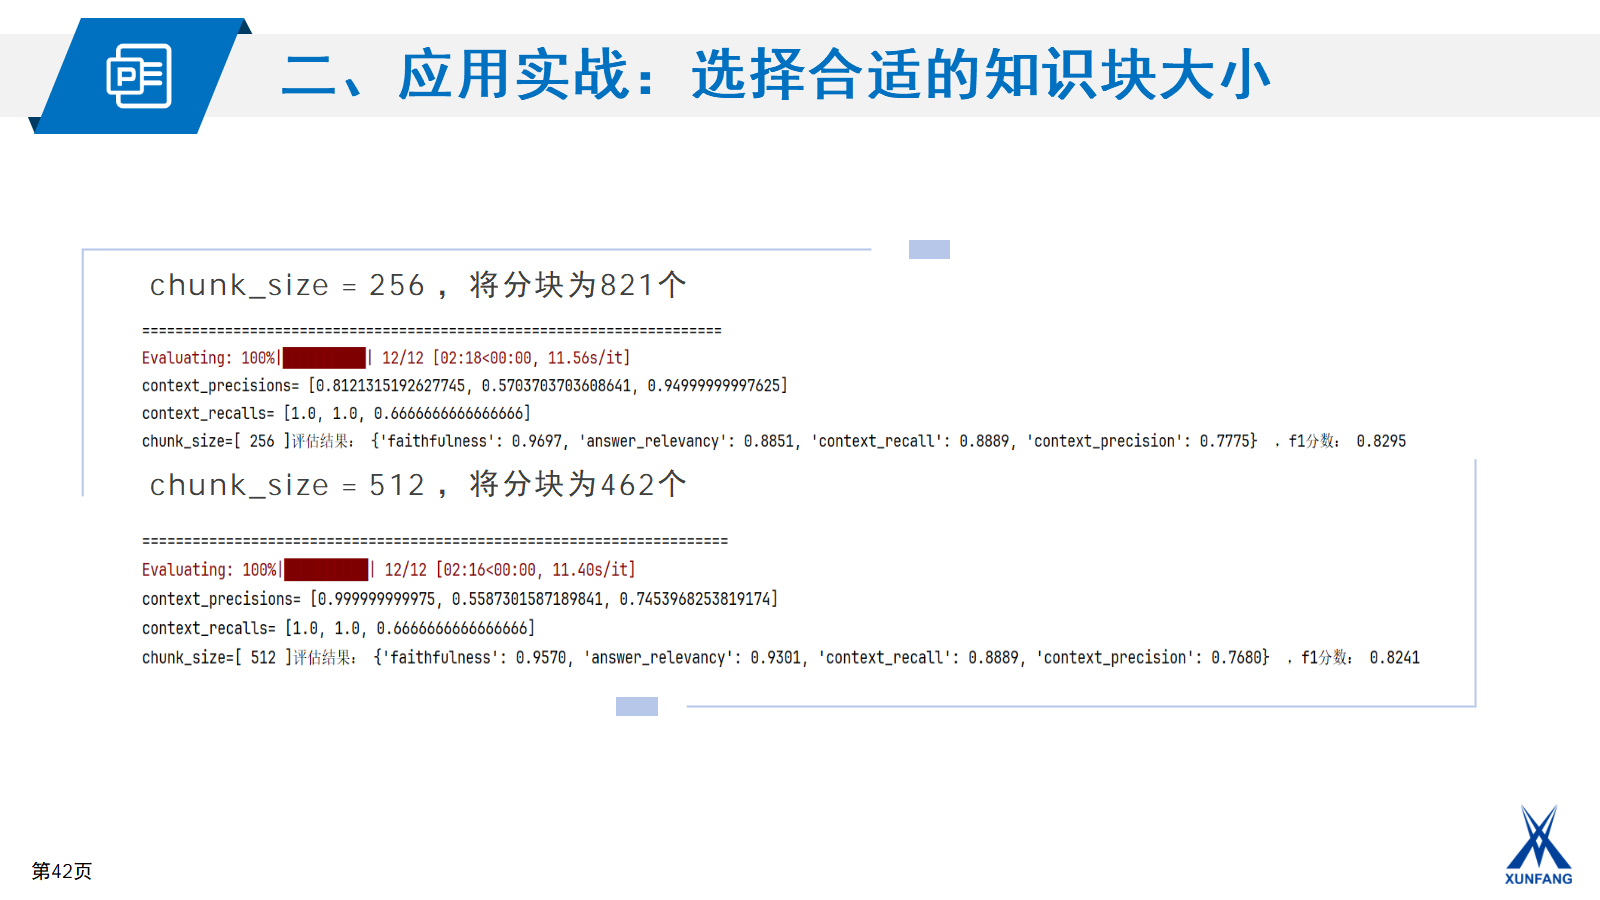 二、应用实战：选择合适的知识块大小
chunk_size = 256 ，将分块为821个
======================================================================
Evaluating: 100%|██████████| 12/12 [02:18<00:00, 11.56s/it]
context_precisions= [0.8121315192627745, 0.5703703703608641, 0.94999999997625]
context_recalls= [1.0, 1.0, 0.6666666666666666]
chunk_size=[ 256 ]评估结果： {'faithfulness': 0.9697, 'answer_relevancy': 0.8851, 'context_recall': 0.8889, 'context_precision': 0.7775} ，f1分数： 0.8295
chunk_size = 512 ，将分块为462个
======================================================================
Evaluating: 100%|██████████| 12/12 [02:16<00:00, 11.40s/it]
context_precisions= [0.999999999975, 0.5587301587189841, 0.7453968253819174]
context_recalls= [1.0, 1.0, 0.6666666666666666]
chunk_size=[ 512 ]评估结果： {'faithfulness': 0.9570, 'answer_relevancy': 0.9301, 'context_recall': 0.8889, 'context_precision': 0.7680} ，f1分数： 0.8241
第42页
XUNFANG